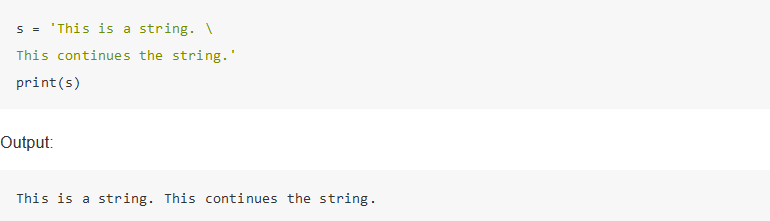 s = 'This is a string. \
This continues the string.'
print(s)
Output:
This is a string. This continues the string.